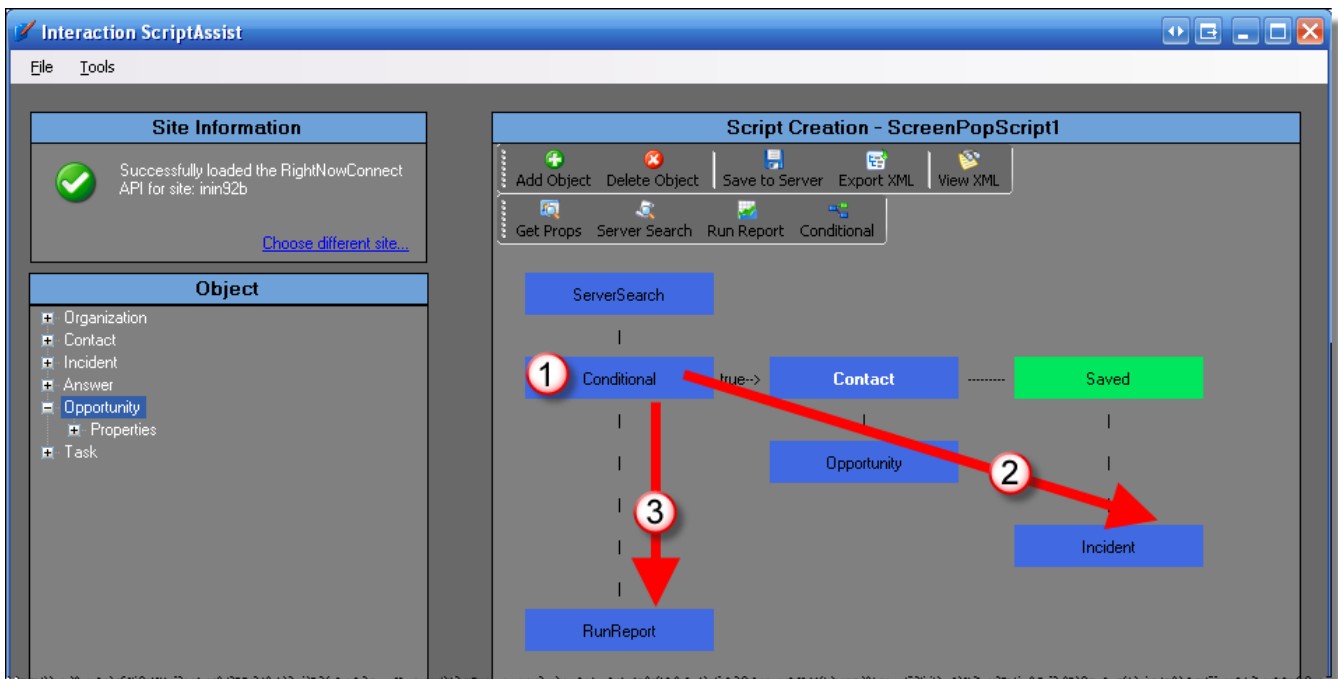 Interaction ScriptAssist
File Tools
Site Information
Successfully loaded the RightNowConnect
API for site: inin92b
Choose different site...
Object
Organization
Contact
Incident
Answer
Opportunity
Properties
Task
Script Creation - ScreenPopScript1
Add Object Delete Object Save to Server Export XML View XML
Get Props Server Search Run Report Conditional
ServerSearch
1 Conditional true--> Contact -------- Saved
Opportunity 2
3
Incident
RunReport